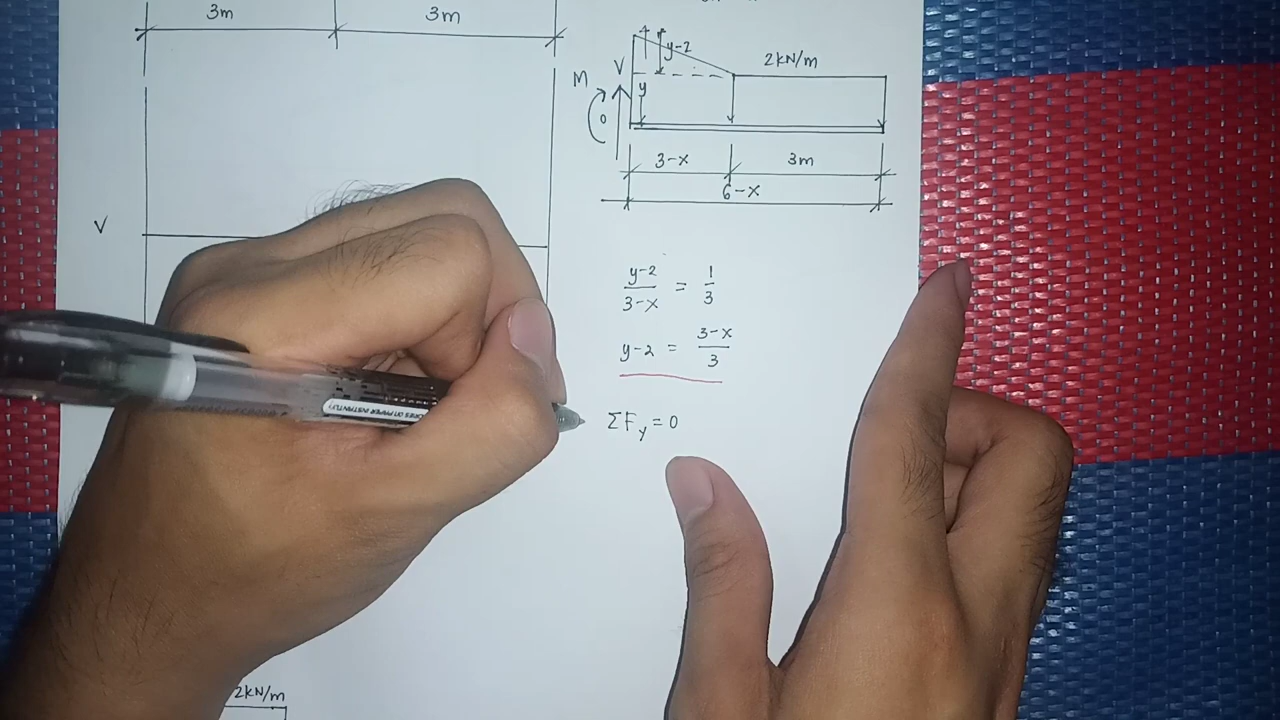 3m 3m
y-2
2kN/m
M
V
y
0
3-x 3m
6-x
V
y-2 / 3-x = 1 / 3
y-2 = 3-x / 3
ΣFy = 0
2kN/m